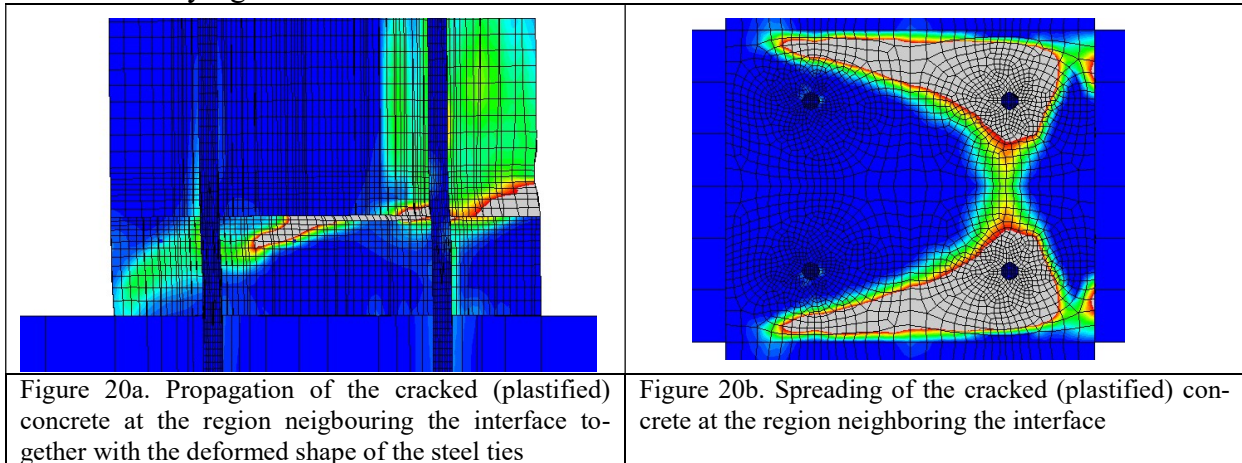 Figure 20a. Propagation of the cracked (plastified)
concrete at the region neigbouring the interface to-
gether with the deformed shape of the steel ties
Figure 20b. Spreading of the cracked (plastified) con-
crete at the region neighboring the interface